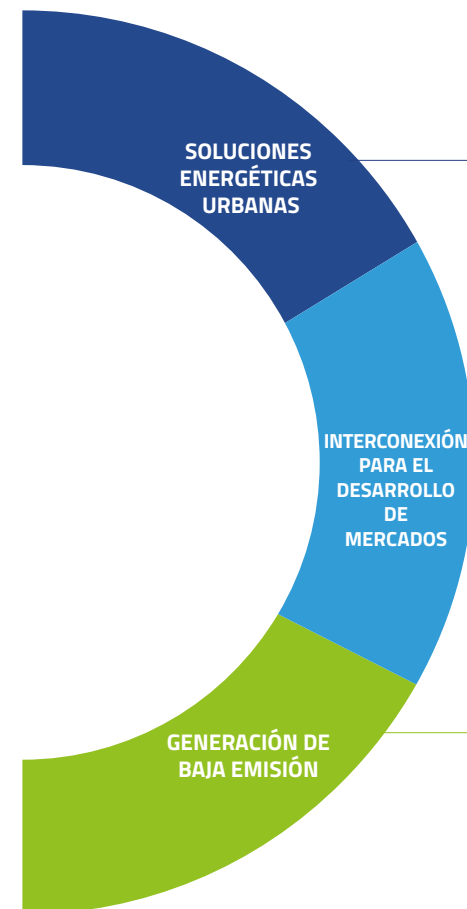 SOLUCIONES
ENERGÉTICAS
URBANAS
INTERCONEXIÓN
PARA EL
DESARROLLO
DE
MERCADOS
GENERACIÓN DE
BAJA EMISIÓN